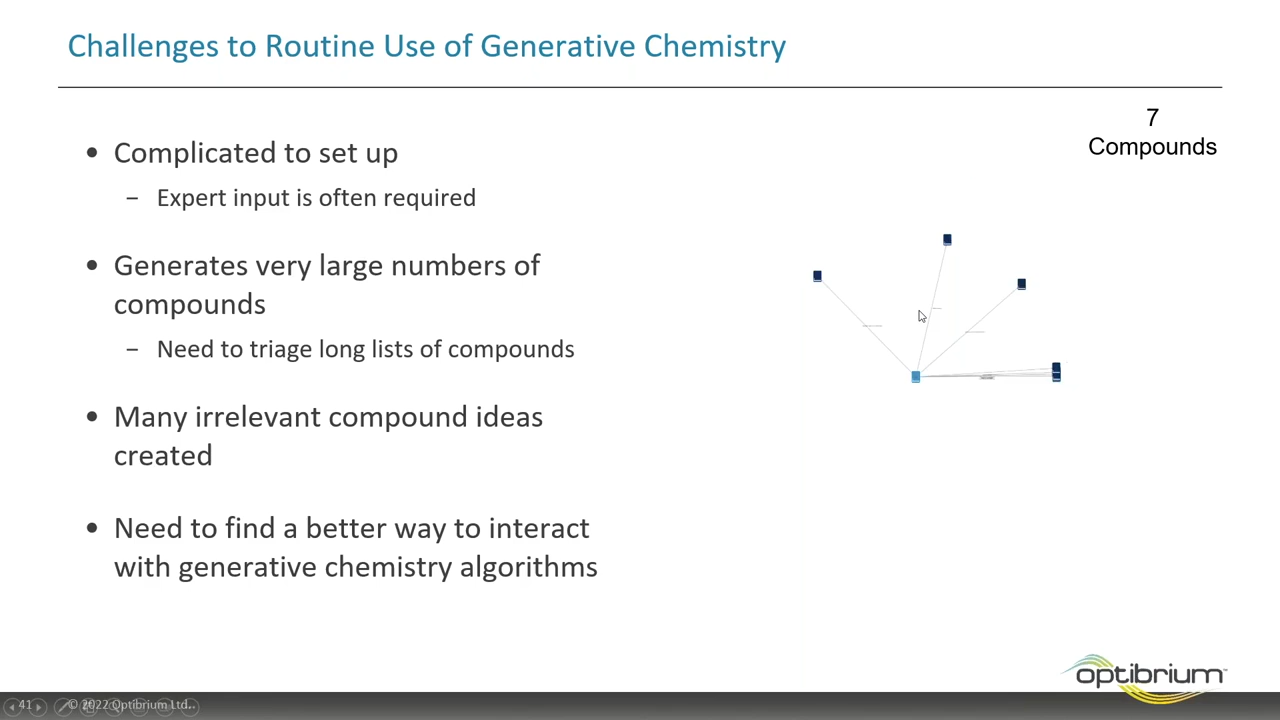 Challenges to Routine Use of Generative Chemistry
7
Compounds
• Complicated to set up
– Expert input is often required
• Generates very large numbers of
compounds
– Need to triage long lists of compounds
• Many irrelevant compound ideas
created
• Need to find a better way to interact
with generative chemistry algorithms
optibrium™
41
© 2022 Optibrium Ltd.